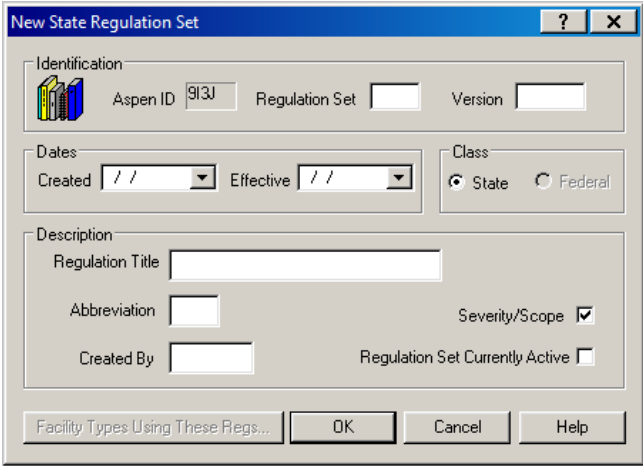 New State Regulation Set
Identification
Aspen ID 9I3J Regulation Set Version
Dates
Created / / Effective / /
Class
State Federal
Description
Regulation Title
Abbreviation
Severity/Scope
Created By
Regulation Set Currently Active
Facility Types Using These Regs... OK Cancel Help